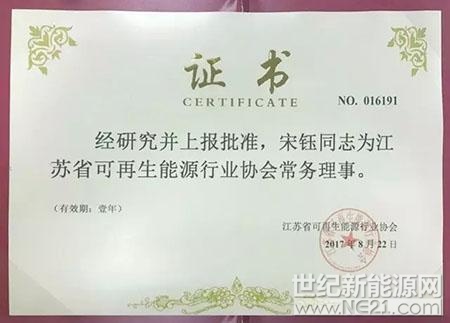 证书
CERTIFICATE
NO. 016191
经研究并上报批准，宋钰同志为江
苏省可再生能源行业协会常务理事。
（有效期：壹年）
江苏省可再生能源行业协会
2017年8月22日
世纪新能源网
www.NE21.com